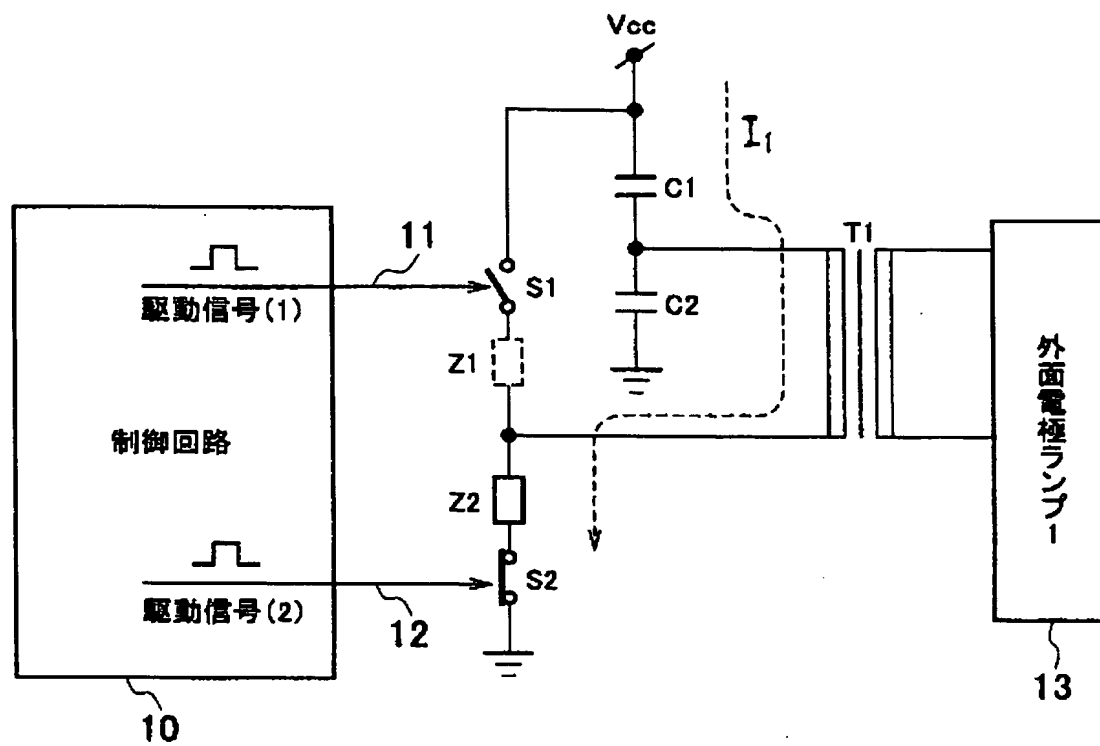 Vcc
I₁
C1
11
T1
S1
駆動信号(1)
C2
Z1
制御回路
外面電極ランプ1
Z2
S2
駆動信号(2)
12
13
10